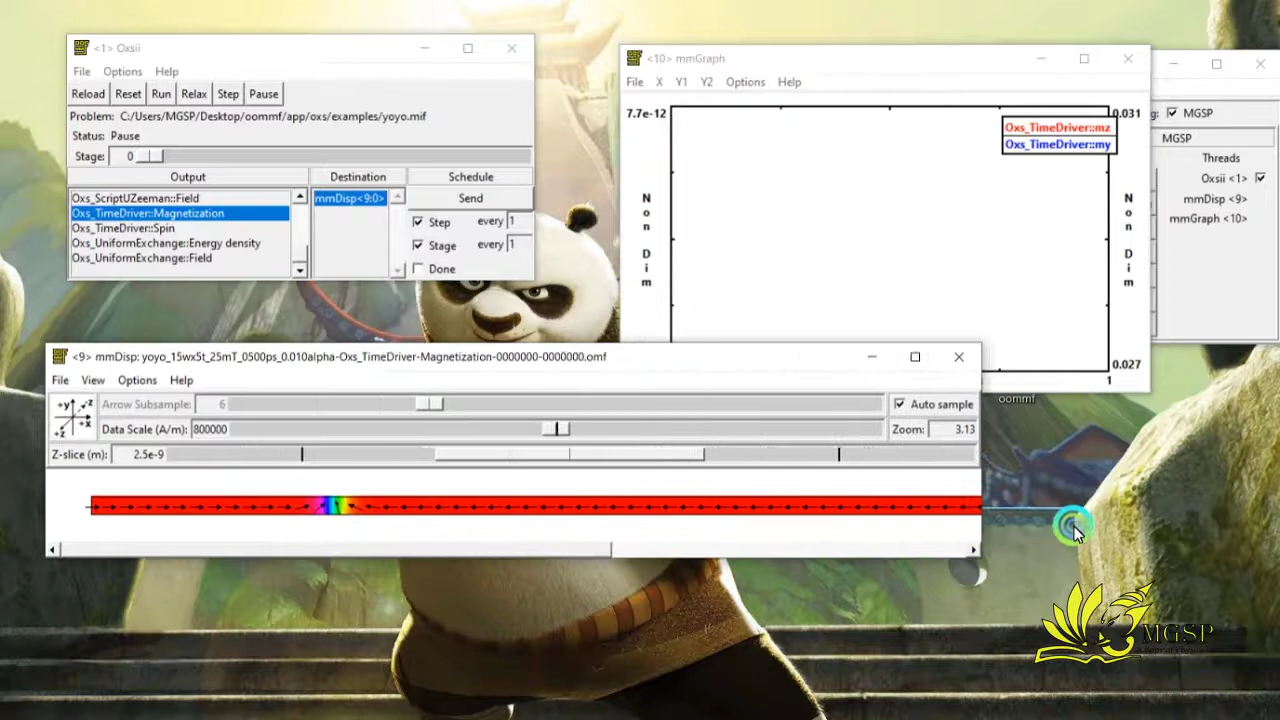 <1> Oxsii
File Options Help
Reload Reset Run Relax Step Pause
Problem: C:/Users/MGSP/Desktop/oommf/app/oxs/examples/yoyo.mif
Status: Pause
Stage: 0
Output Destination Schedule
Oxs_ScriptUZeeman::Field
Oxs_TimeDriver::Magnetization
Oxs_TimeDriver::Spin
Oxs_UniformExchange::Energy density
Oxs_UniformExchange::Field
mmDisp<9:0>
Send
Step every 1
Stage every 1
Done
<10> mmGraph
File X Y1 Y2 Options Help
7.7e-12
0.031
Oxs_TimeDriver::mz
Oxs_TimeDriver::my
Non Dim
Non Dim
0.027
1
g: MGSP
MGSP
Threads
Oxsii <1>
mmDisp <9>
mmGraph <10>
oommf
<9> mmDisp: yoyo_15wx5t_25mT_0500ps_0.010alpha-Oxs_TimeDriver-Magnetization-0000000-0000000.omf
File View Options Help
+y -z +x +z
Arrow Subsample: 6
Auto sample
Data Scale (A/m): 800000
Zoom: 3.13
Z-slice (m): 2.5e-9
MGSP